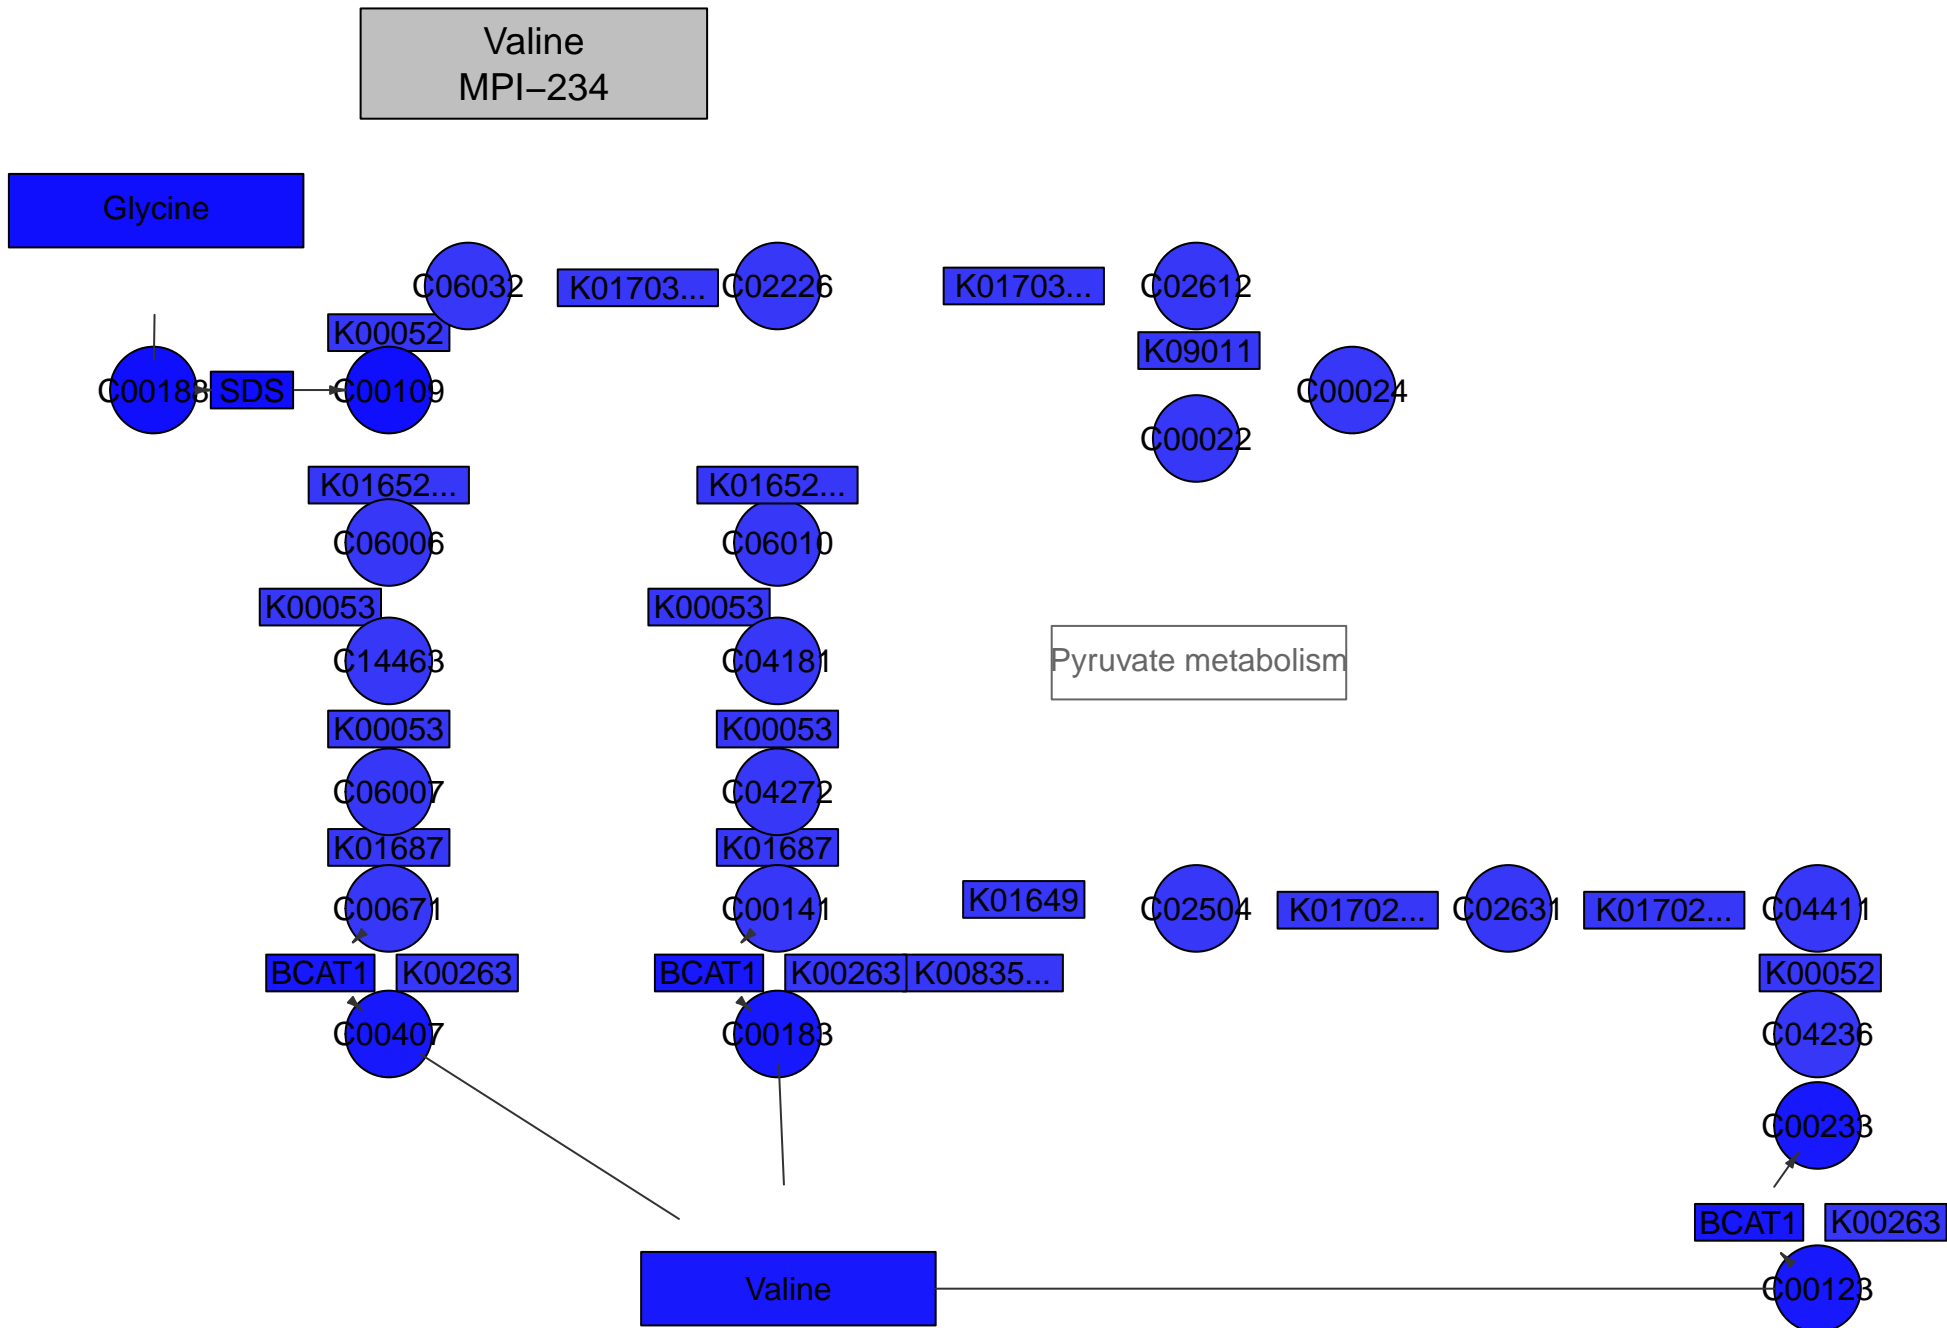 Valine
MPI−234
Glycine
C06032
K01703...
C02226
K01703...
C02612
K00052
K09011
C00188
SDS
C00109
C00024
C00022
K01652...
K01652...
C06006
C06010
K00053
K00053
C14463
C04181
Pyruvate metabolism
K00053
K00053
C06007
C04272
K01687
K01687
C00671
C00141
K01649
C02504
K01702...
C02631
K01702...
C04411
BCAT1
K00263
BCAT1
K00263
K00835...
K00052
C00407
C00183
C04236
C00233
BCAT1
K00263
Valine
C00123